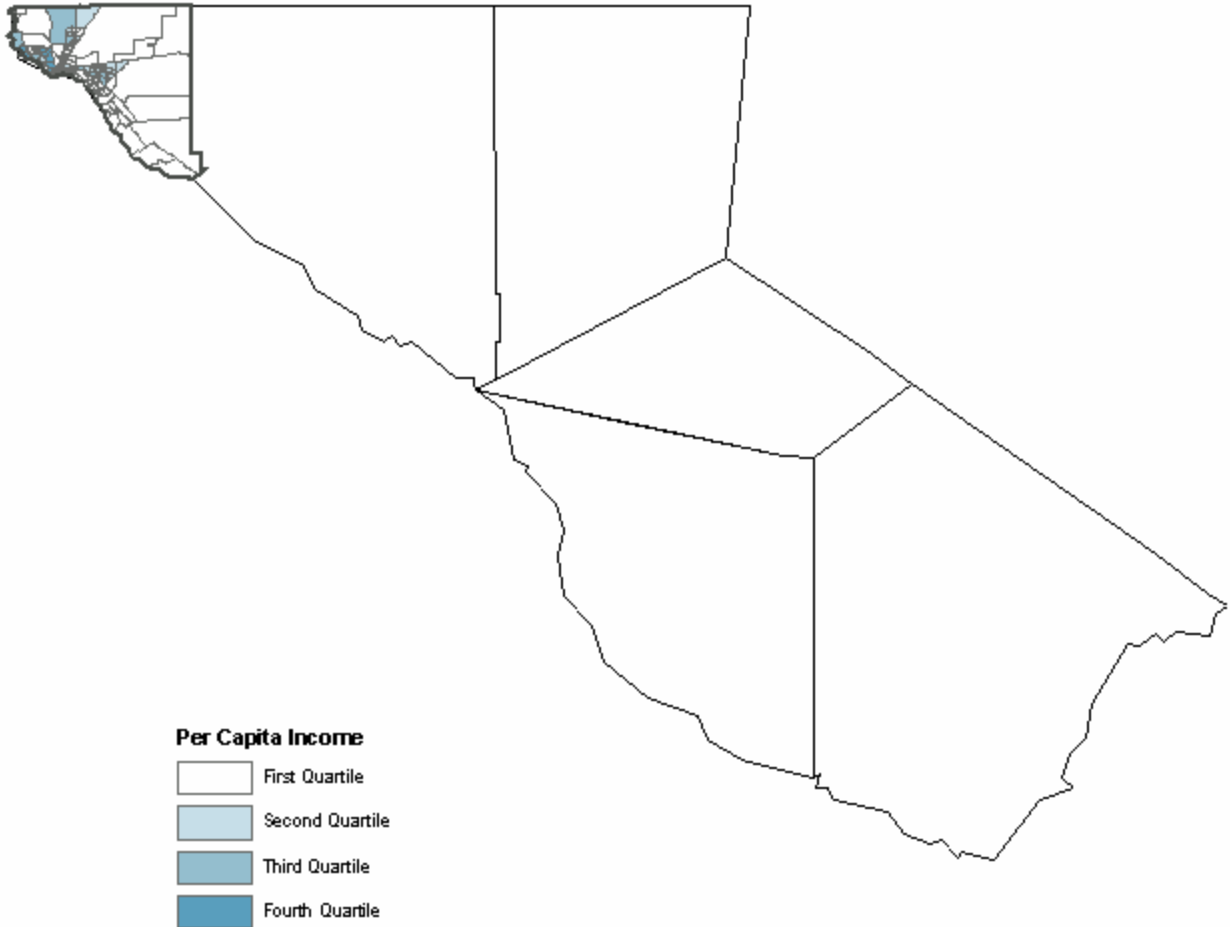 Per Capita Income
First Quartile
Second Quartile
Third Quartile
Fourth Quartile